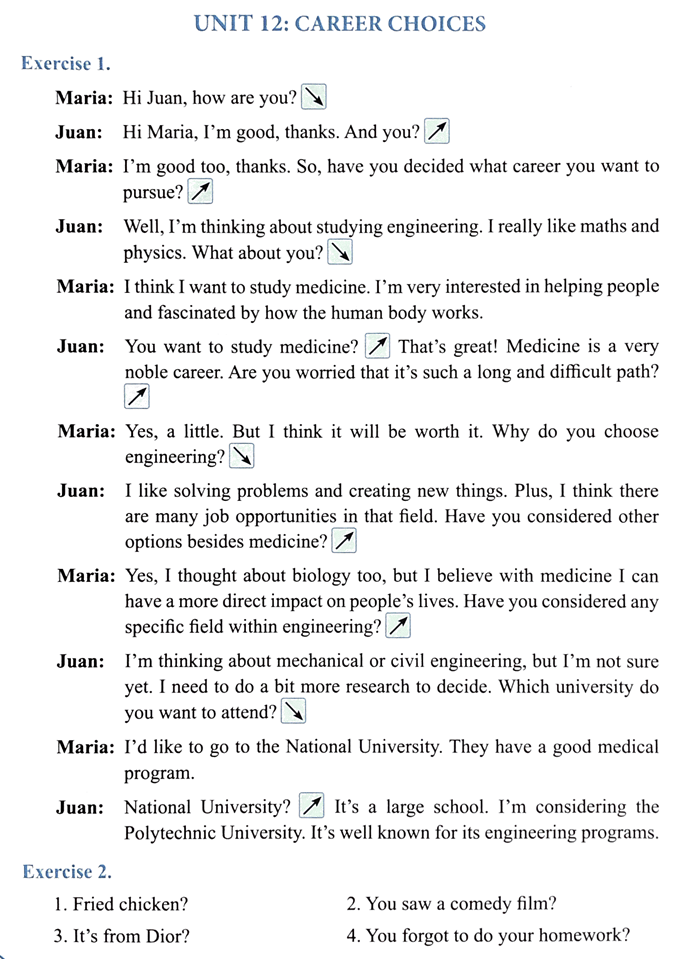 UNIT 12: CAREER CHOICES
Exercise 1.
Maria: Hi Juan, how are you? ↘
Juan: Hi Maria, I'm good, thanks. And you? ↗
Maria: I'm good too, thanks. So, have you decided what career you want to
pursue? ↗
Juan: Well, I'm thinking about studying engineering. I really like maths and
physics. What about you? ↘
Maria: I think I want to study medicine. I'm very interested in helping people
and fascinated by how the human body works.
Juan: You want to study medicine? ↗ That's great! Medicine is a very
noble career. Are you worried that it's such a long and difficult path?
↗
Maria: Yes, a little. But I think it will be worth it. Why do you choose
engineering? ↘
Juan: I like solving problems and creating new things. Plus, I think there
are many job opportunities in that field. Have you considered other
options besides medicine? ↗
Maria: Yes, I thought about biology too, but I believe with medicine I can
have a more direct impact on people's lives. Have you considered any
specific field within engineering? ↗
Juan: I'm thinking about mechanical or civil engineering, but I'm not sure
yet. I need to do a bit more research to decide. Which university do
you want to attend? ↘
Maria: I'd like to go to the National University. They have a good medical
program.
Juan: National University? ↗ It's a large school. I'm considering the
Polytechnic University. It's well known for its engineering programs.
Exercise 2.
1. Fried chicken? 2. You saw a comedy film?
3. It's from Dior? 4. You forgot to do your homework?